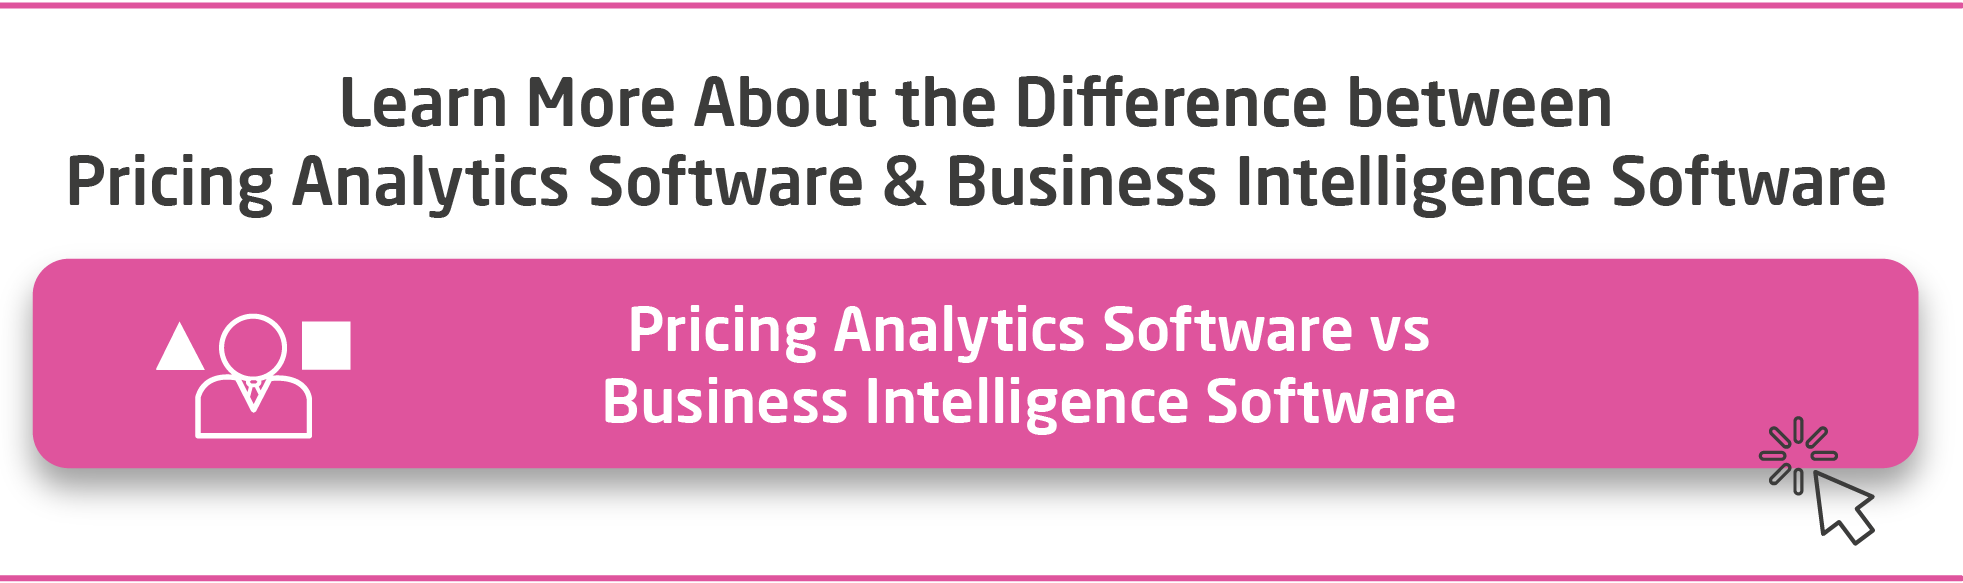 Learn More About the Difference between
Pricing Analytics Software & Business Intelligence Software
Pricing Analytics Software vs
Business Intelligence Software